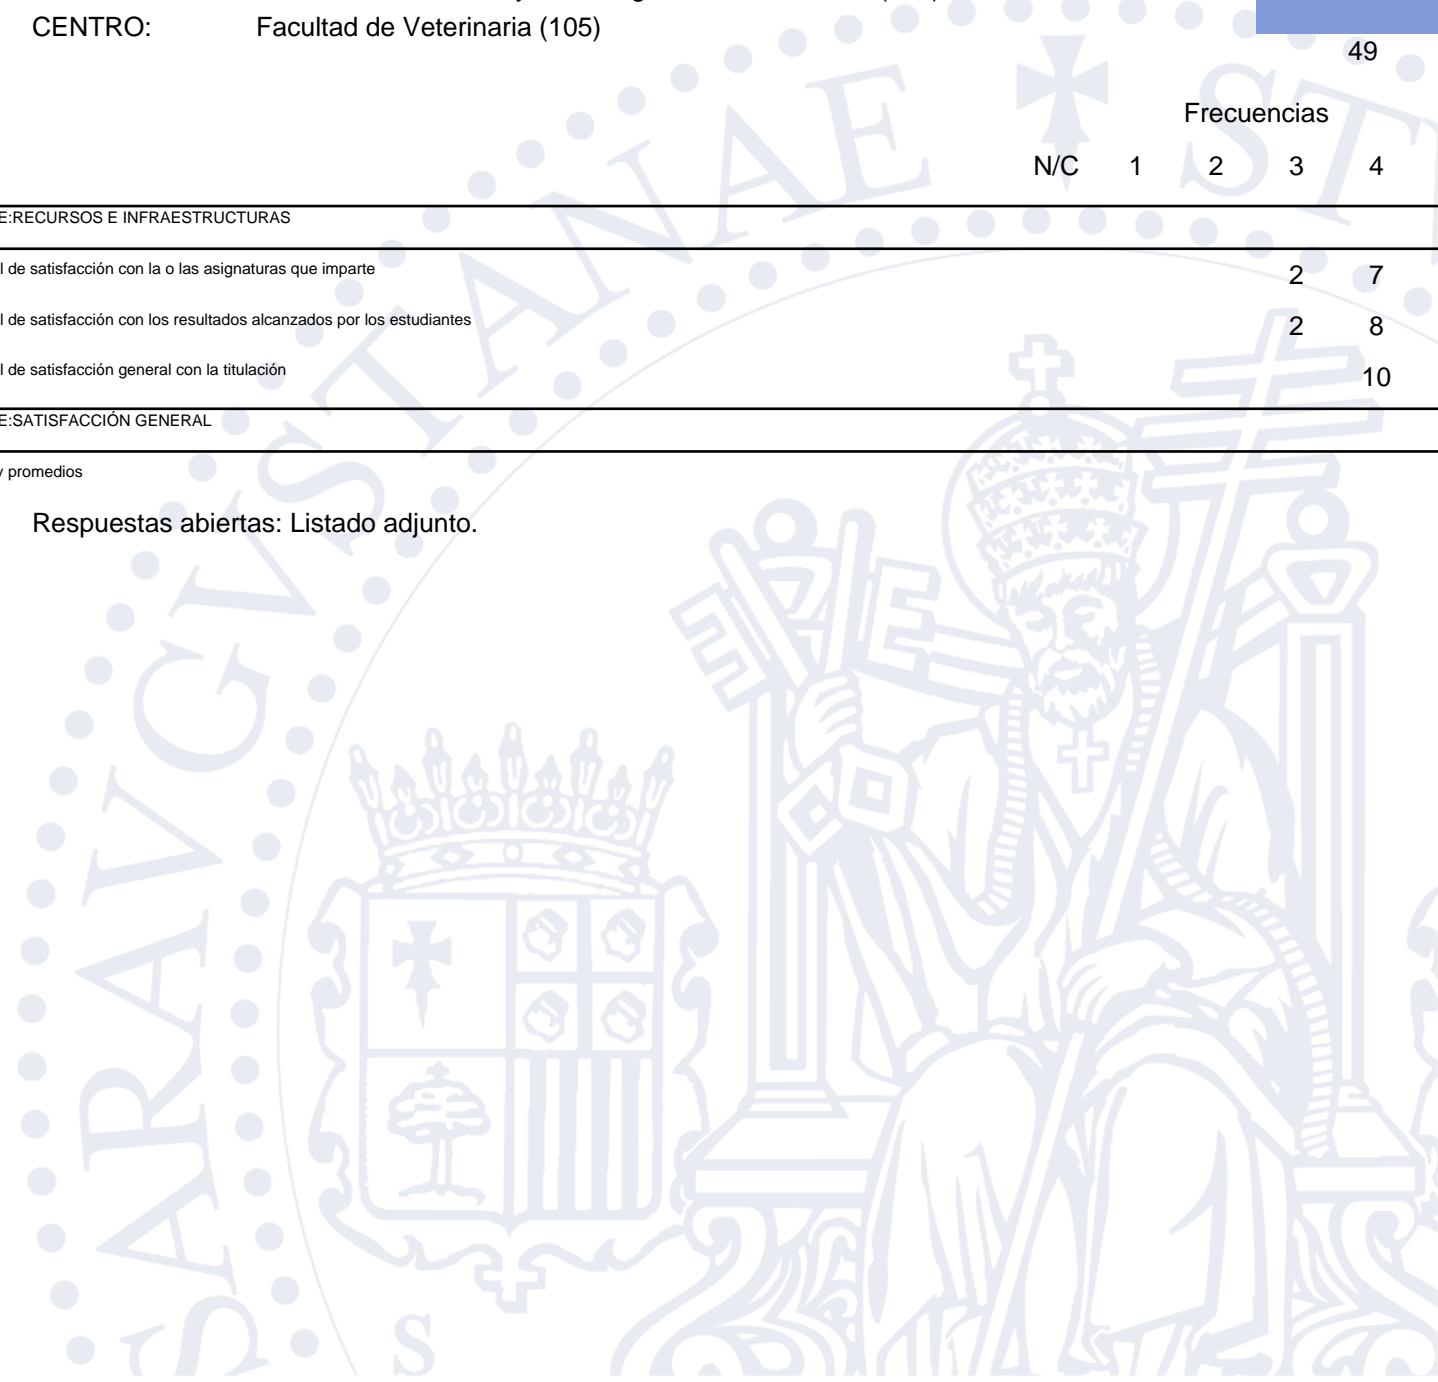 CENTRO: Facultad de Veterinaria (105)
49
Frecuencias
N/C 1 2 3 4
E:RECURSOS E INFRAESTRUCTURAS
l de satisfacción con la o las asignaturas que imparte 2 7
l de satisfacción con los resultados alcanzados por los estudiantes 2 8
l de satisfacción general con la titulación 10
E:SATISFACCIÓN GENERAL
y promedios
Respuestas abiertas: Listado adjunto.
SARAVGVSTANAE ST
S